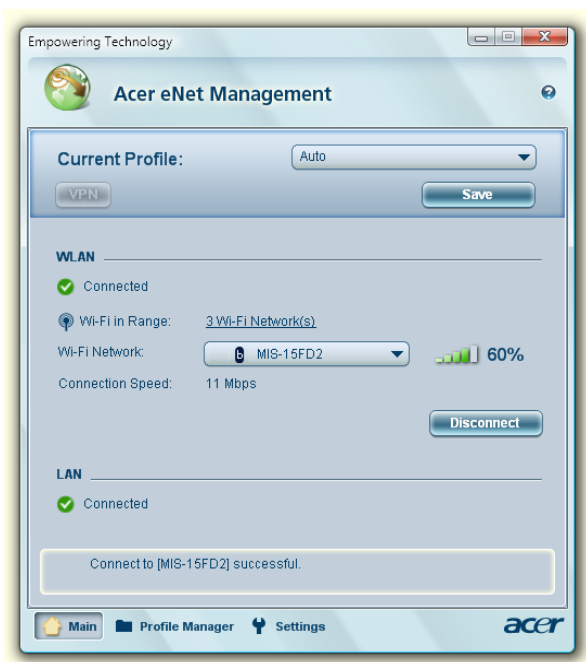 Empowering Technology
Acer eNet Management
Current Profile: Auto
VPN Save
WLAN
Connected
Wi-Fi in Range: 3 Wi-Fi Network(s)
Wi-Fi Network: b MIS-15FD2 60%
Connection Speed: 11 Mbps
Disconnect
LAN
Connected
Connect to [MIS-15FD2] successful.
Main Profile Manager Settings acer